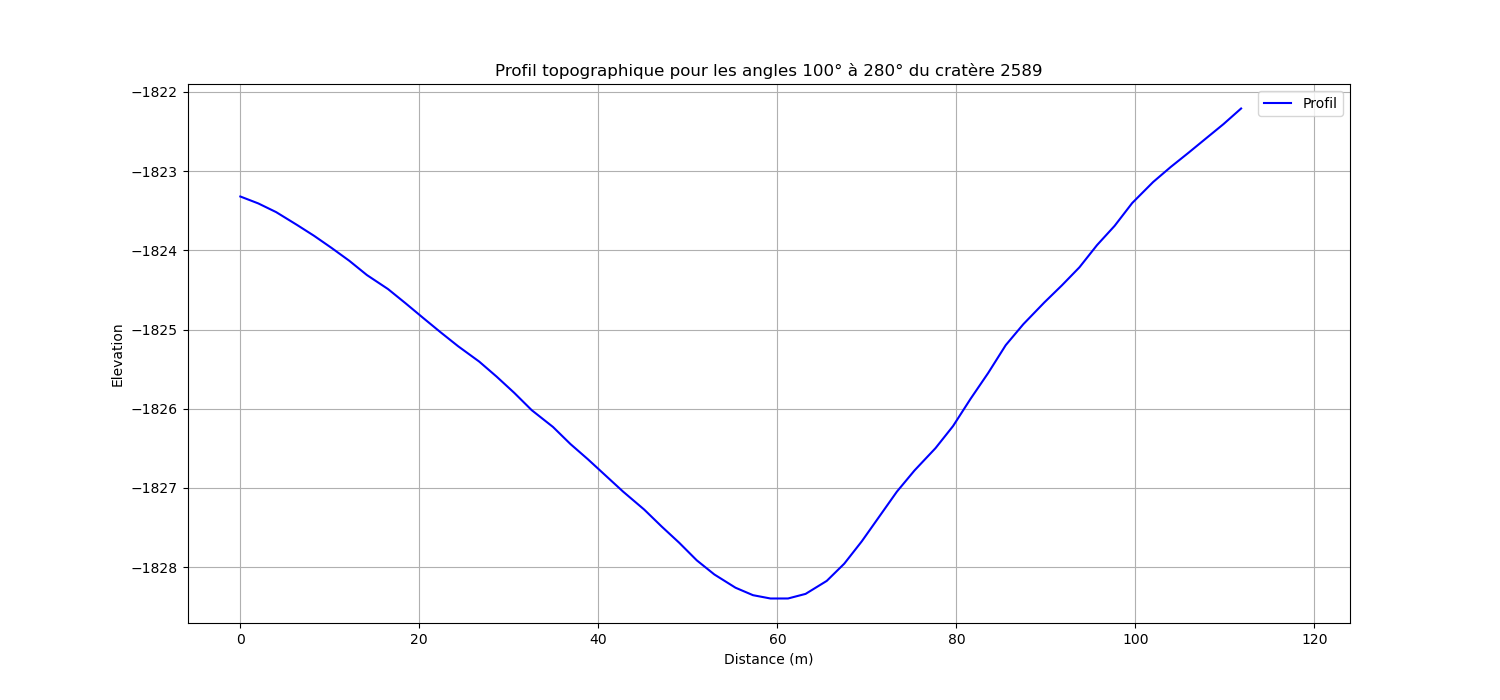 Profil topographique pour les angles 100° à 280° du cratère 2589
Profil
Elevation
−1822
−1823
−1824
−1825
−1826
−1827
−1828
0 20 40 60 80 100 120
Distance (m)